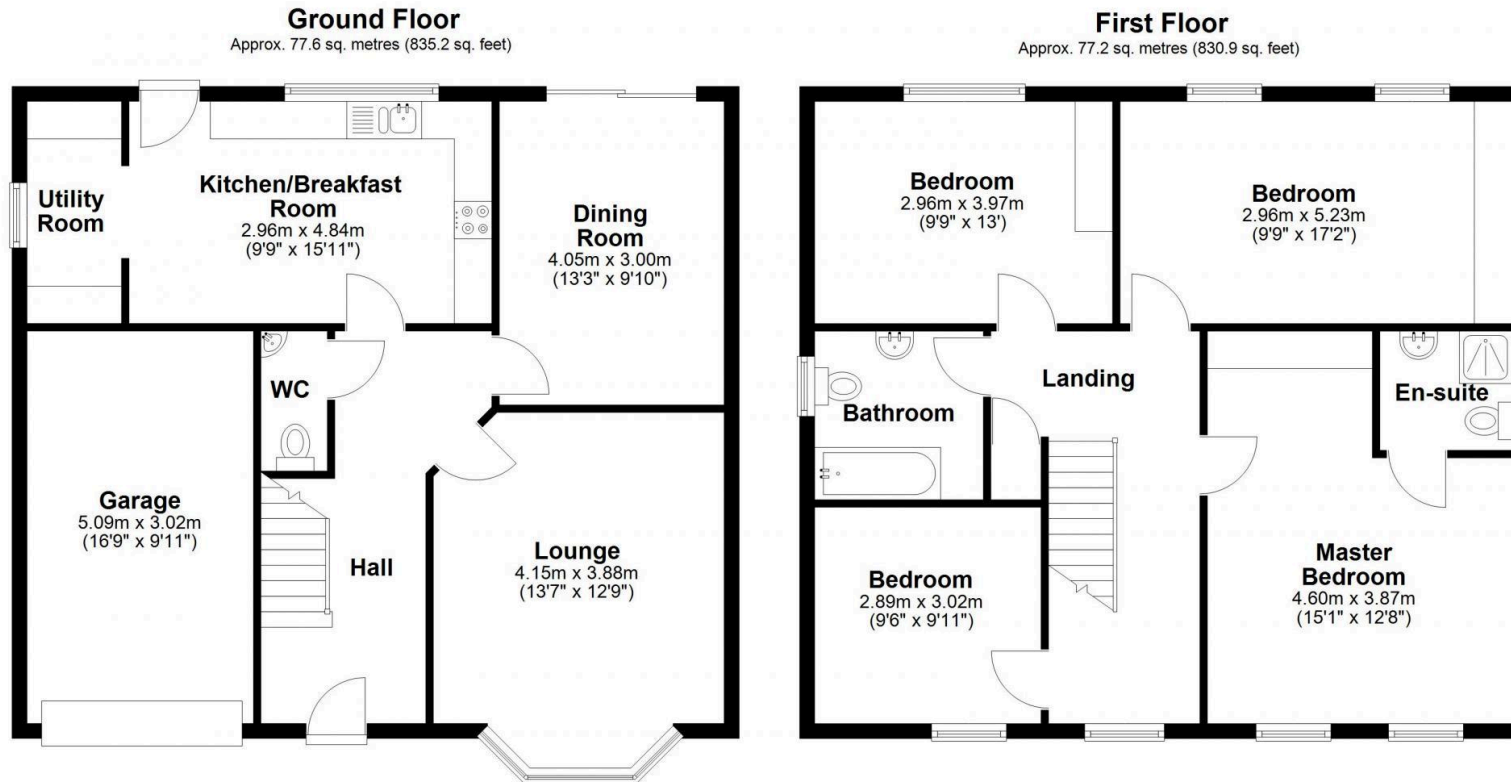 Ground Floor
Approx. 77.6 sq. metres (835.2 sq. feet)
Utility
Room
Kitchen/Breakfast
Room
2.96m x 4.84m
(9'9" x 15'11")
Dining
Room
4.05m x 3.00m
(13'3" x 9'10")
WC
Garage
5.09m x 3.02m
(16'9" x 9'11")
Hall
Lounge
4.15m x 3.88m
(13'7" x 12'9")
First Floor
Approx. 77.2 sq. metres (830.9 sq. feet)
Bedroom
2.96m x 3.97m
(9'9" x 13')
Bedroom
2.96m x 5.23m
(9'9" x 17'2")
Landing
Bathroom
En-suite
Bedroom
2.89m x 3.02m
(9'6" x 9'11")
Master
Bedroom
4.60m x 3.87m
(15'1" x 12'8")